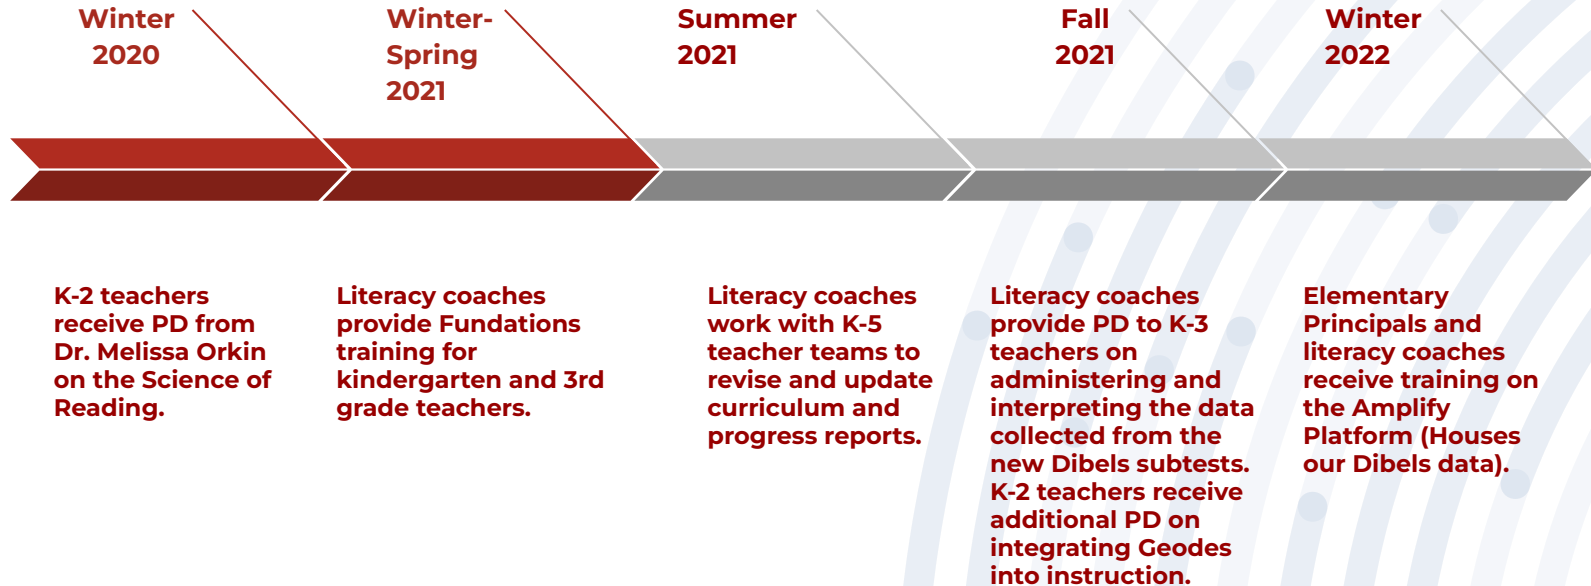 Winter
2020
Winter-
Spring
2021
Summer
2021
Fall
2021
Winter
2022
K-2 teachers
receive PD from
Dr. Melissa Orkin
on the Science of
Reading.
Literacy coaches
provide Fundations
training for
kindergarten and 3rd
grade teachers.
Literacy coaches
work with K-5
teacher teams to
revise and update
curriculum and
progress reports.
Literacy coaches
provide PD to K-3
teachers on
administering and
interpreting the data
collected from the
new Dibels subtests.
K-2 teachers receive
additional PD on
integrating Geodes
into instruction.
Elementary
Principals and
literacy coaches
receive training on
the Amplify
Platform (Houses
our Dibels data).